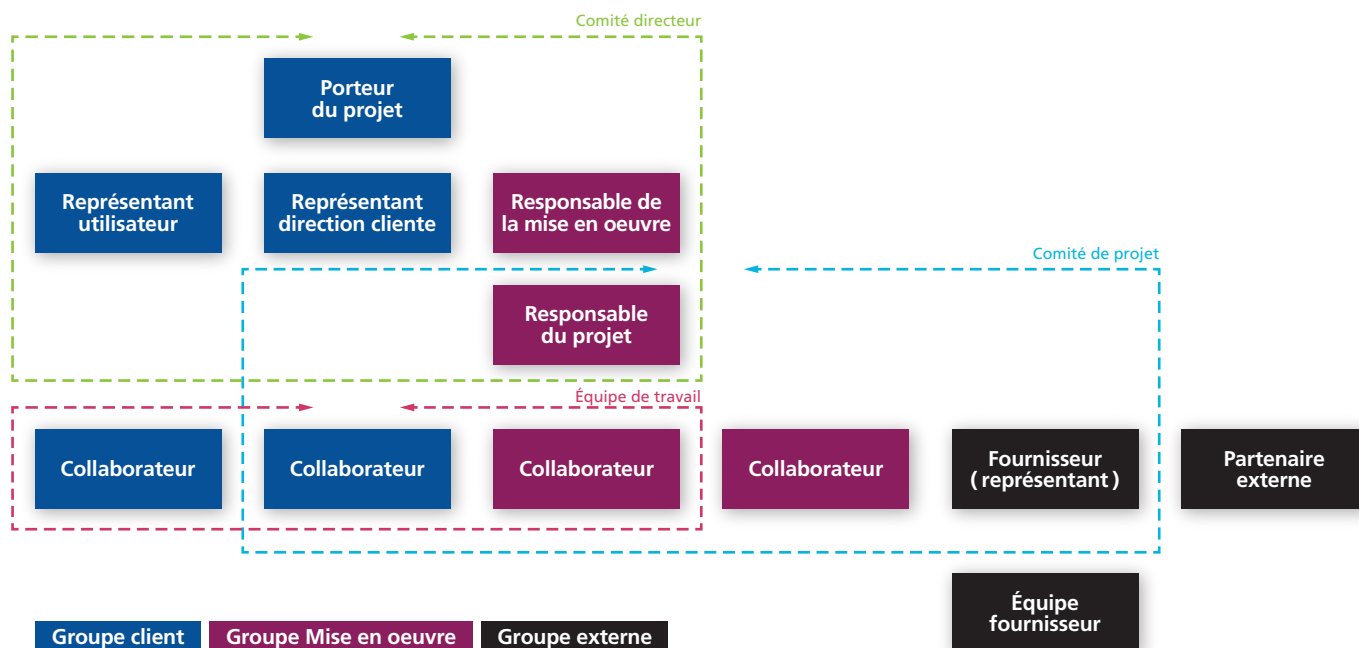 Comité directeur
Porteur
du projet
Représentant
utilisateur
Représentant
direction cliente
Responsable de
la mise en oeuvre
Comité de projet
Responsable
du projet
Équipe de travail
Collaborateur
Collaborateur
Collaborateur
Collaborateur
Fournisseur
( représentant )
Partenaire
externe
Équipe
fournisseur
Groupe client
Groupe Mise en oeuvre
Groupe externe